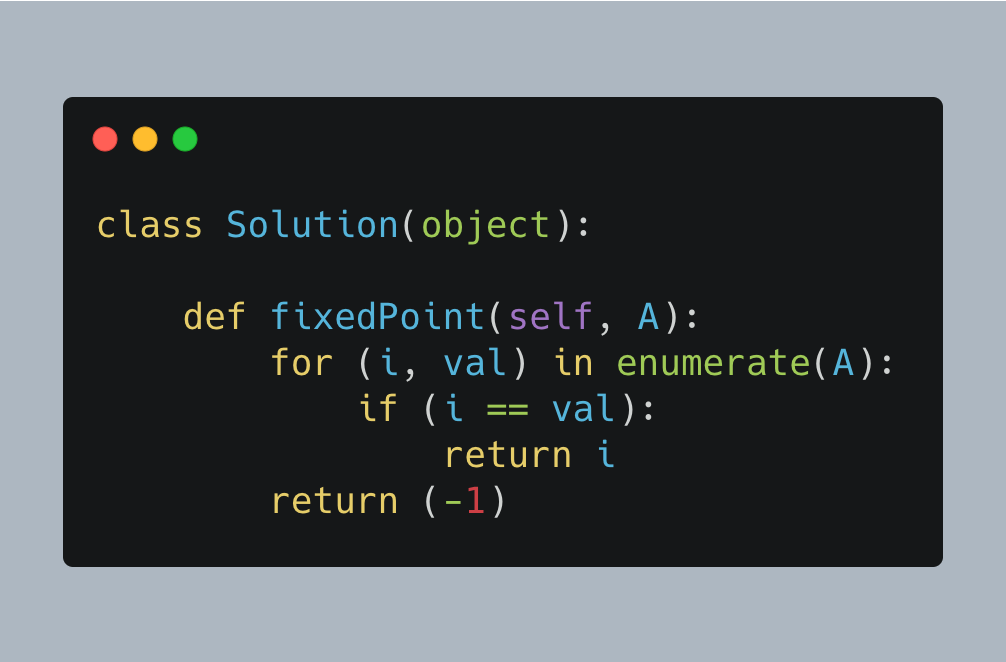 class Solution(object):
    def fixedPoint(self, A):
        for (i, val) in enumerate(A):
            if (i == val):
                return i
        return (-1)